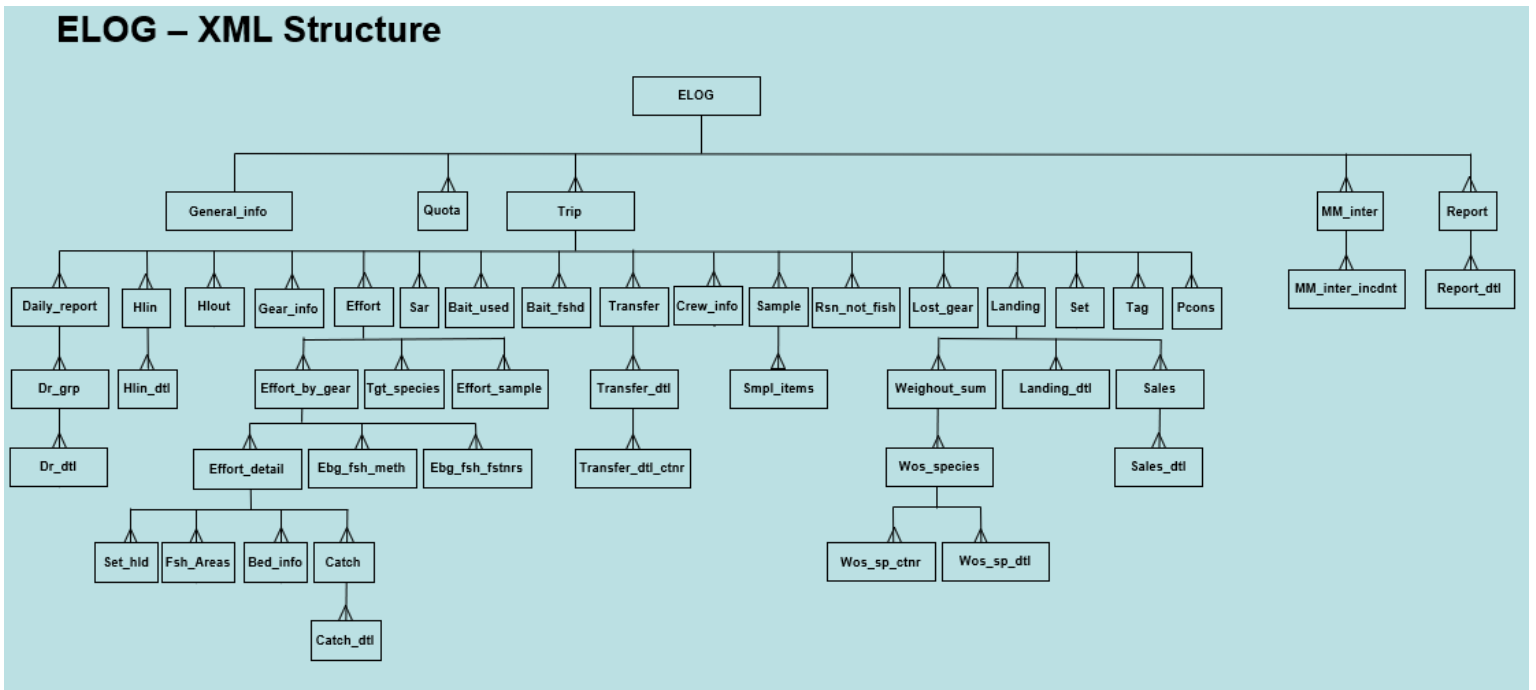 ELOG – XML Structure
ELOG
General_info
Quota
Trip
MM_inter
Report
Daily_report
Hlin
Hlout
Gear_info
Effort
Sar
Bait_used
Bait_fshd
Transfer
Crew_info
Sample
Rsn_not_fish
Lost_gear
Landing
Set
Tag
Pcons
MM_inter_incdnt
Report_dtl
Dr_grp
Hlin_dtl
Effort_by_gear
Tgt_species
Effort_sample
Transfer_dtl
Smpl_items
Weighout_sum
Landing_dtl
Sales
Dr_dtl
Effort_detail
Ebg_fsh_meth
Ebg_fsh_fstnrs
Transfer_dtl_ctnr
Wos_species
Sales_dtl
Set_hld
Fsh_Areas
Bed_info
Catch
Wos_sp_ctnr
Wos_sp_dtl
Catch_dtl